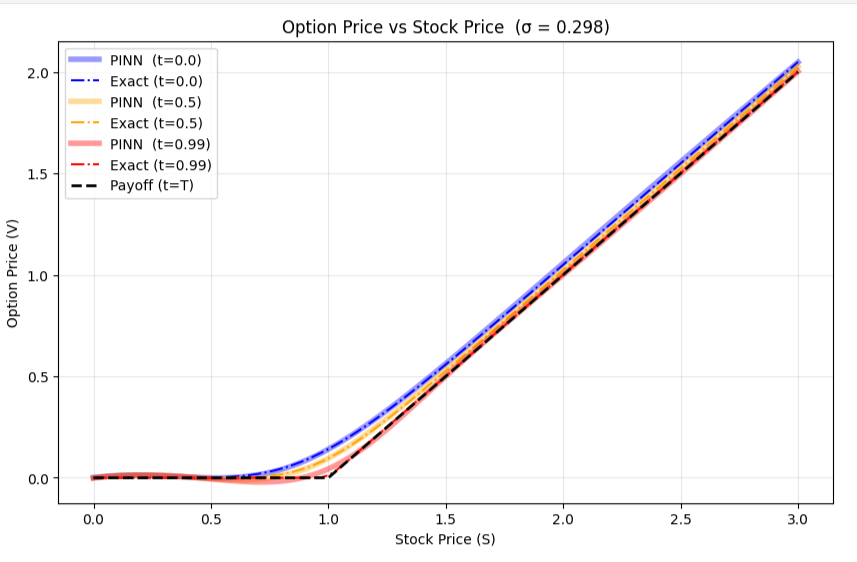 Option Price vs Stock Price  (σ = 0.298)
PINN  (t=0.0)
Exact (t=0.0)
PINN  (t=0.5)
Exact (t=0.5)
PINN  (t=0.99)
Exact (t=0.99)
Payoff (t=T)
Option Price (V)
2.0
1.5
1.0
0.5
0.0
0.0 0.5 1.0 1.5 2.0 2.5 3.0
Stock Price (S)